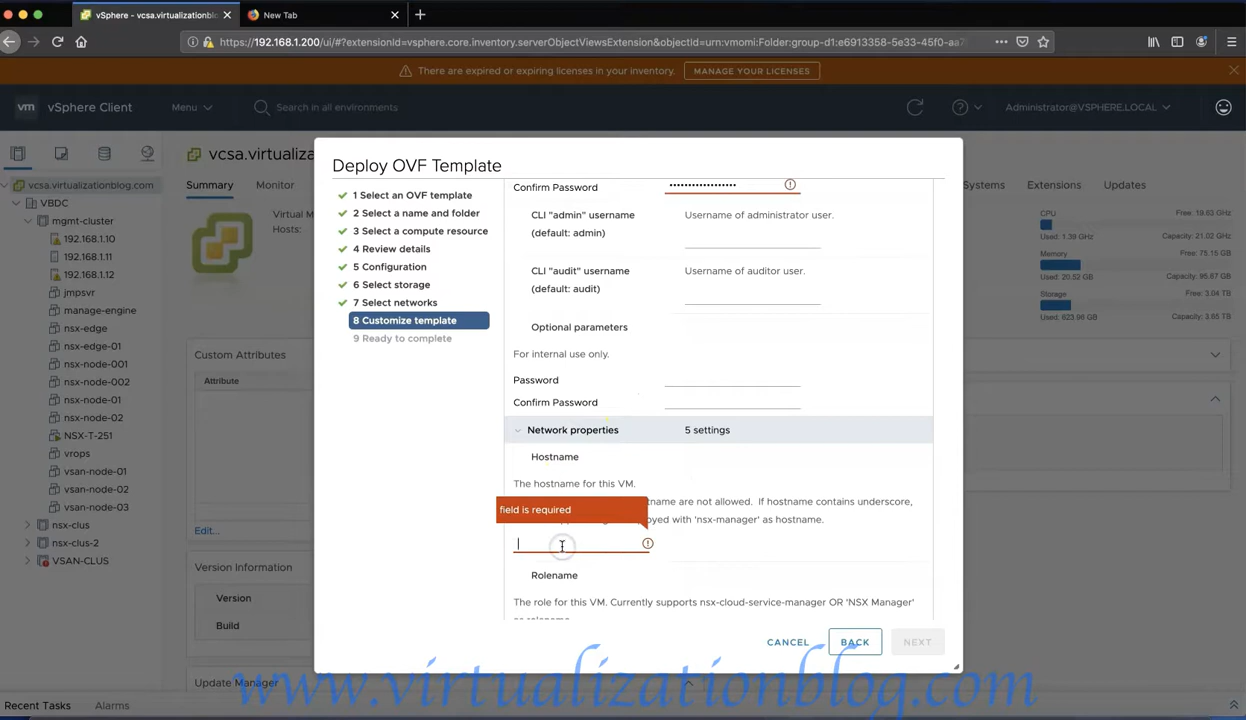 vSphere - vcsa.virtualizationbl
New Tab
https://192.168.1.200/ui/#?extensionId=vsphere.core.inventory.serverObjectViewsExtension&objectId=urn:vmomi:Folder:group-d1:e6913358-5e33-45f0-aa7
There are expired or expiring licenses in your inventory.
MANAGE YOUR LICENSES
vm
vSphere Client
Menu
Search in all environments
Administrator@VSPHERE.LOCAL
vcsa.virtualiza
Summary
Monitor
Systems
Extensions
Updates
vcsa.virtualizationblog.com
VBDC
mgmt-cluster
192.168.1.10
192.168.1.11
192.168.1.12
jmpsvr
manage-engine
nsx-edge
nsx-edge-01
nsx-node-001
nsx-node-002
nsx-node-01
nsx-node-02
NSX-T-251
vrops
vsan-node-01
vsan-node-02
vsan-node-03
nsx-clus
nsx-clus-2
VSAN-CLUS
Virtual M
Hosts:
CPU
Free: 19.63 GHz
Used: 1.39 GHz
Capacity: 21.02 GHz
Memory
Free: 75.15 GB
Used: 20.52 GB
Capacity: 95.67 GB
Storage
Free: 3.04 TB
Used: 623.98 GB
Capacity: 3.65 TB
Custom Attributes
Attribute
Edit...
Version Information
Version
Build
Update Manager
Deploy OVF Template
1 Select an OVF template
2 Select a name and folder
3 Select a compute resource
4 Review details
5 Configuration
6 Select storage
7 Select networks
8 Customize template
9 Ready to complete
Confirm Password
••••••••••••••••••
CLI "admin" username
(default: admin)
Username of administrator user.
CLI "audit" username
(default: audit)
Username of auditor user.
Optional parameters
For internal use only.
Password
Confirm Password
Network properties
5 settings
Hostname
The hostname for this VM.
field is required
tname are not allowed. If hostname contains underscore,
oyed with 'nsx-manager' as hostname.
Rolename
The role for this VM. Currently supports nsx-cloud-service-manager OR 'NSX Manager'
as rolename
CANCEL
BACK
NEXT
www.virtualizationblog.com
Recent Tasks
Alarms